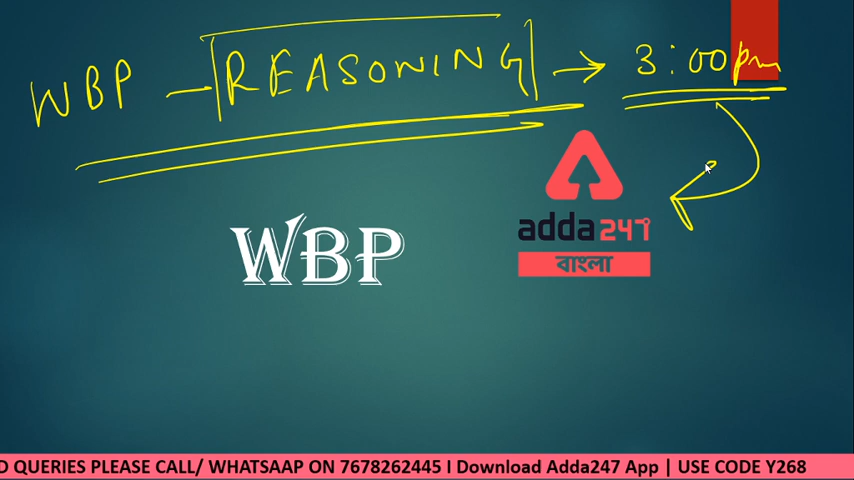 WBP - REASONING → 3:00pm
WBP
adda247
বাংলা
D QUERIES PLEASE CALL/ WHATSAAP ON 7678262445 I Download Adda247 App | USE CODE Y268